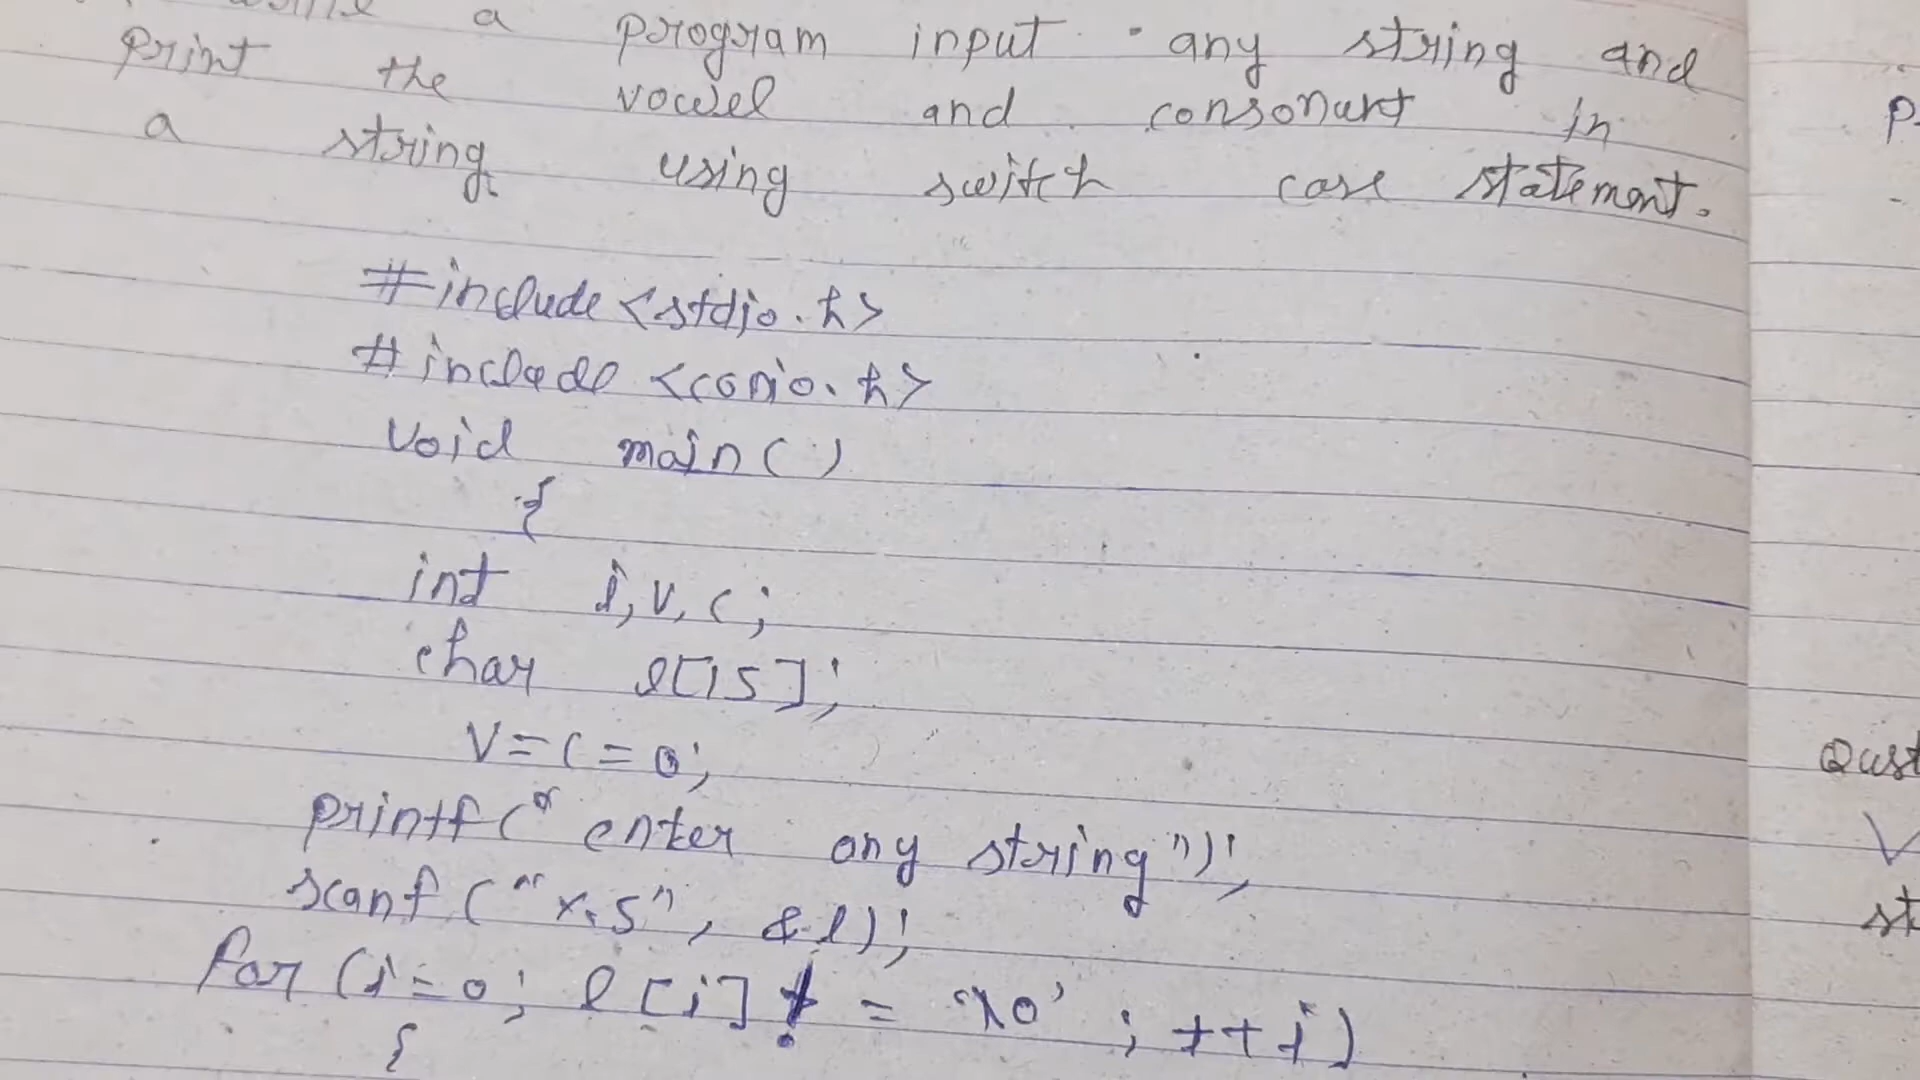 a program input any string and
print the vowel and consonant in
a string using switch case statement.
#include <stdio.h>
#include <conio.h>
void main()
{
int i,v,c;
char l[15];
v=c=0;
printf("enter any string");
scanf("%s", &l);
for(i=0; l[i] != '\0' ; ++i)
{